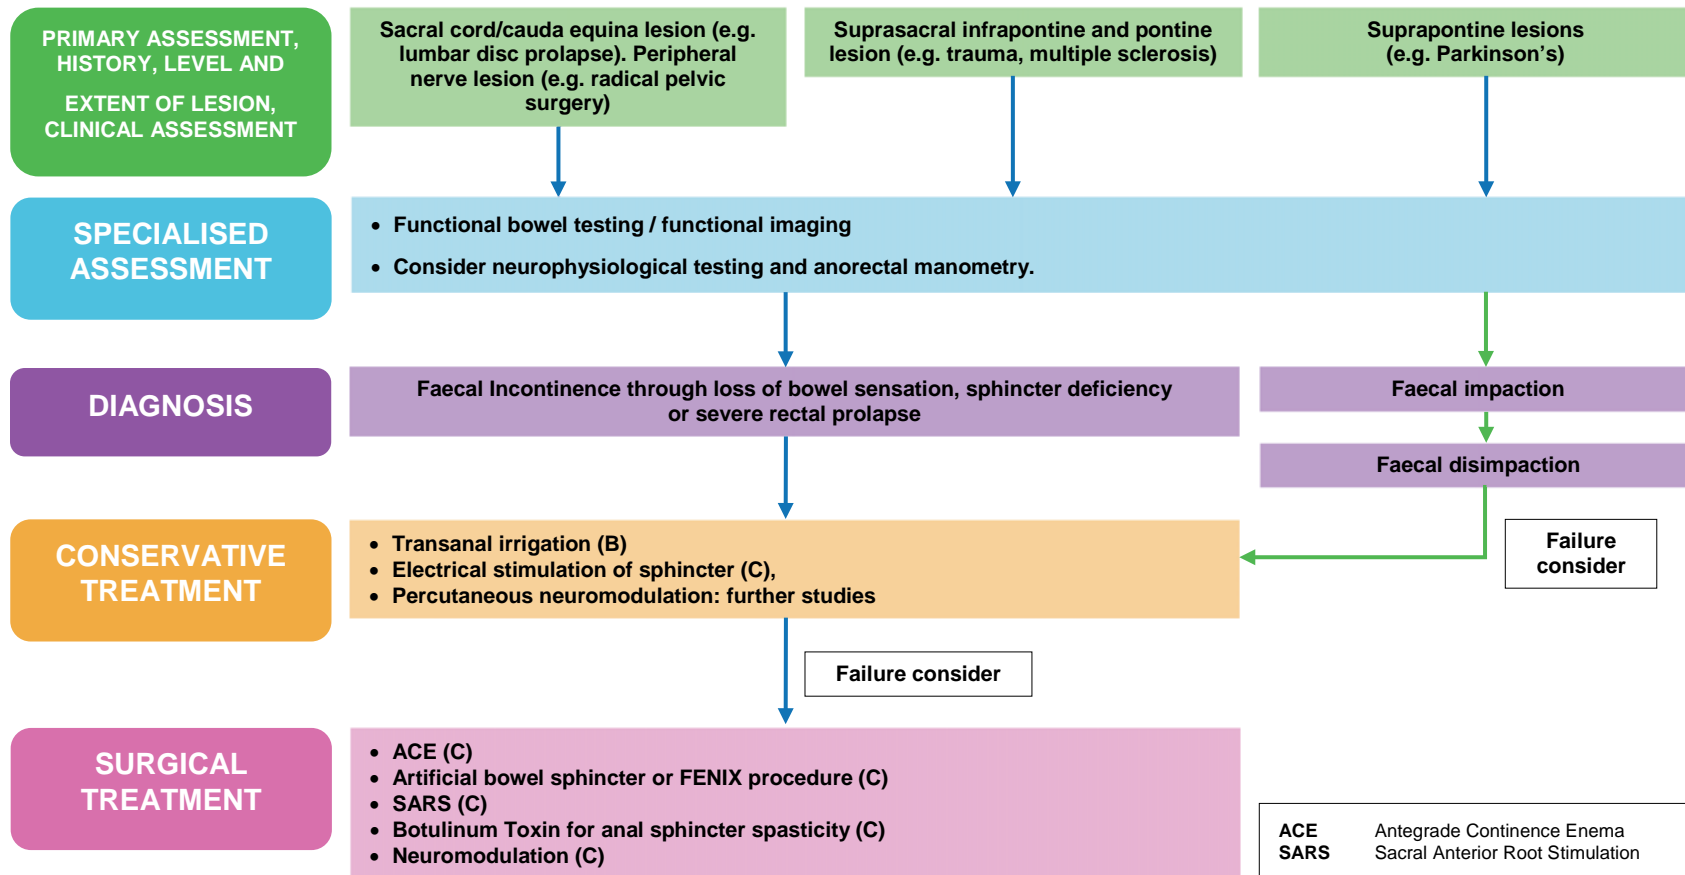 PRIMARY ASSESSMENT,
HISTORY, LEVEL AND
EXTENT OF LESION,
CLINICAL ASSESSMENT
Sacral cord/cauda equina lesion (e.g.
lumbar disc prolapse). Peripheral
nerve lesion (e.g. radical pelvic
surgery)
Suprasacral infrapontine and pontine
lesion (e.g. trauma, multiple sclerosis)
Suprapontine lesions
(e.g. Parkinson’s)
SPECIALISED
ASSESSMENT
• Functional bowel testing / functional imaging
• Consider neurophysiological testing and anorectal manometry.
DIAGNOSIS
Faecal Incontinence through loss of bowel sensation, sphincter deficiency
or severe rectal prolapse
Faecal impaction
Faecal disimpaction
CONSERVATIVE
TREATMENT
• Transanal irrigation (B)
• Electrical stimulation of sphincter (C),
• Percutaneous neuromodulation: further studies
Failure
consider
Failure consider
SURGICAL
TREATMENT
• ACE (C)
• Artificial bowel sphincter or FENIX procedure (C)
• SARS (C)
• Botulinum Toxin for anal sphincter spasticity (C)
• Neuromodulation (C)
ACE Antegrade Continence Enema
SARS Sacral Anterior Root Stimulation